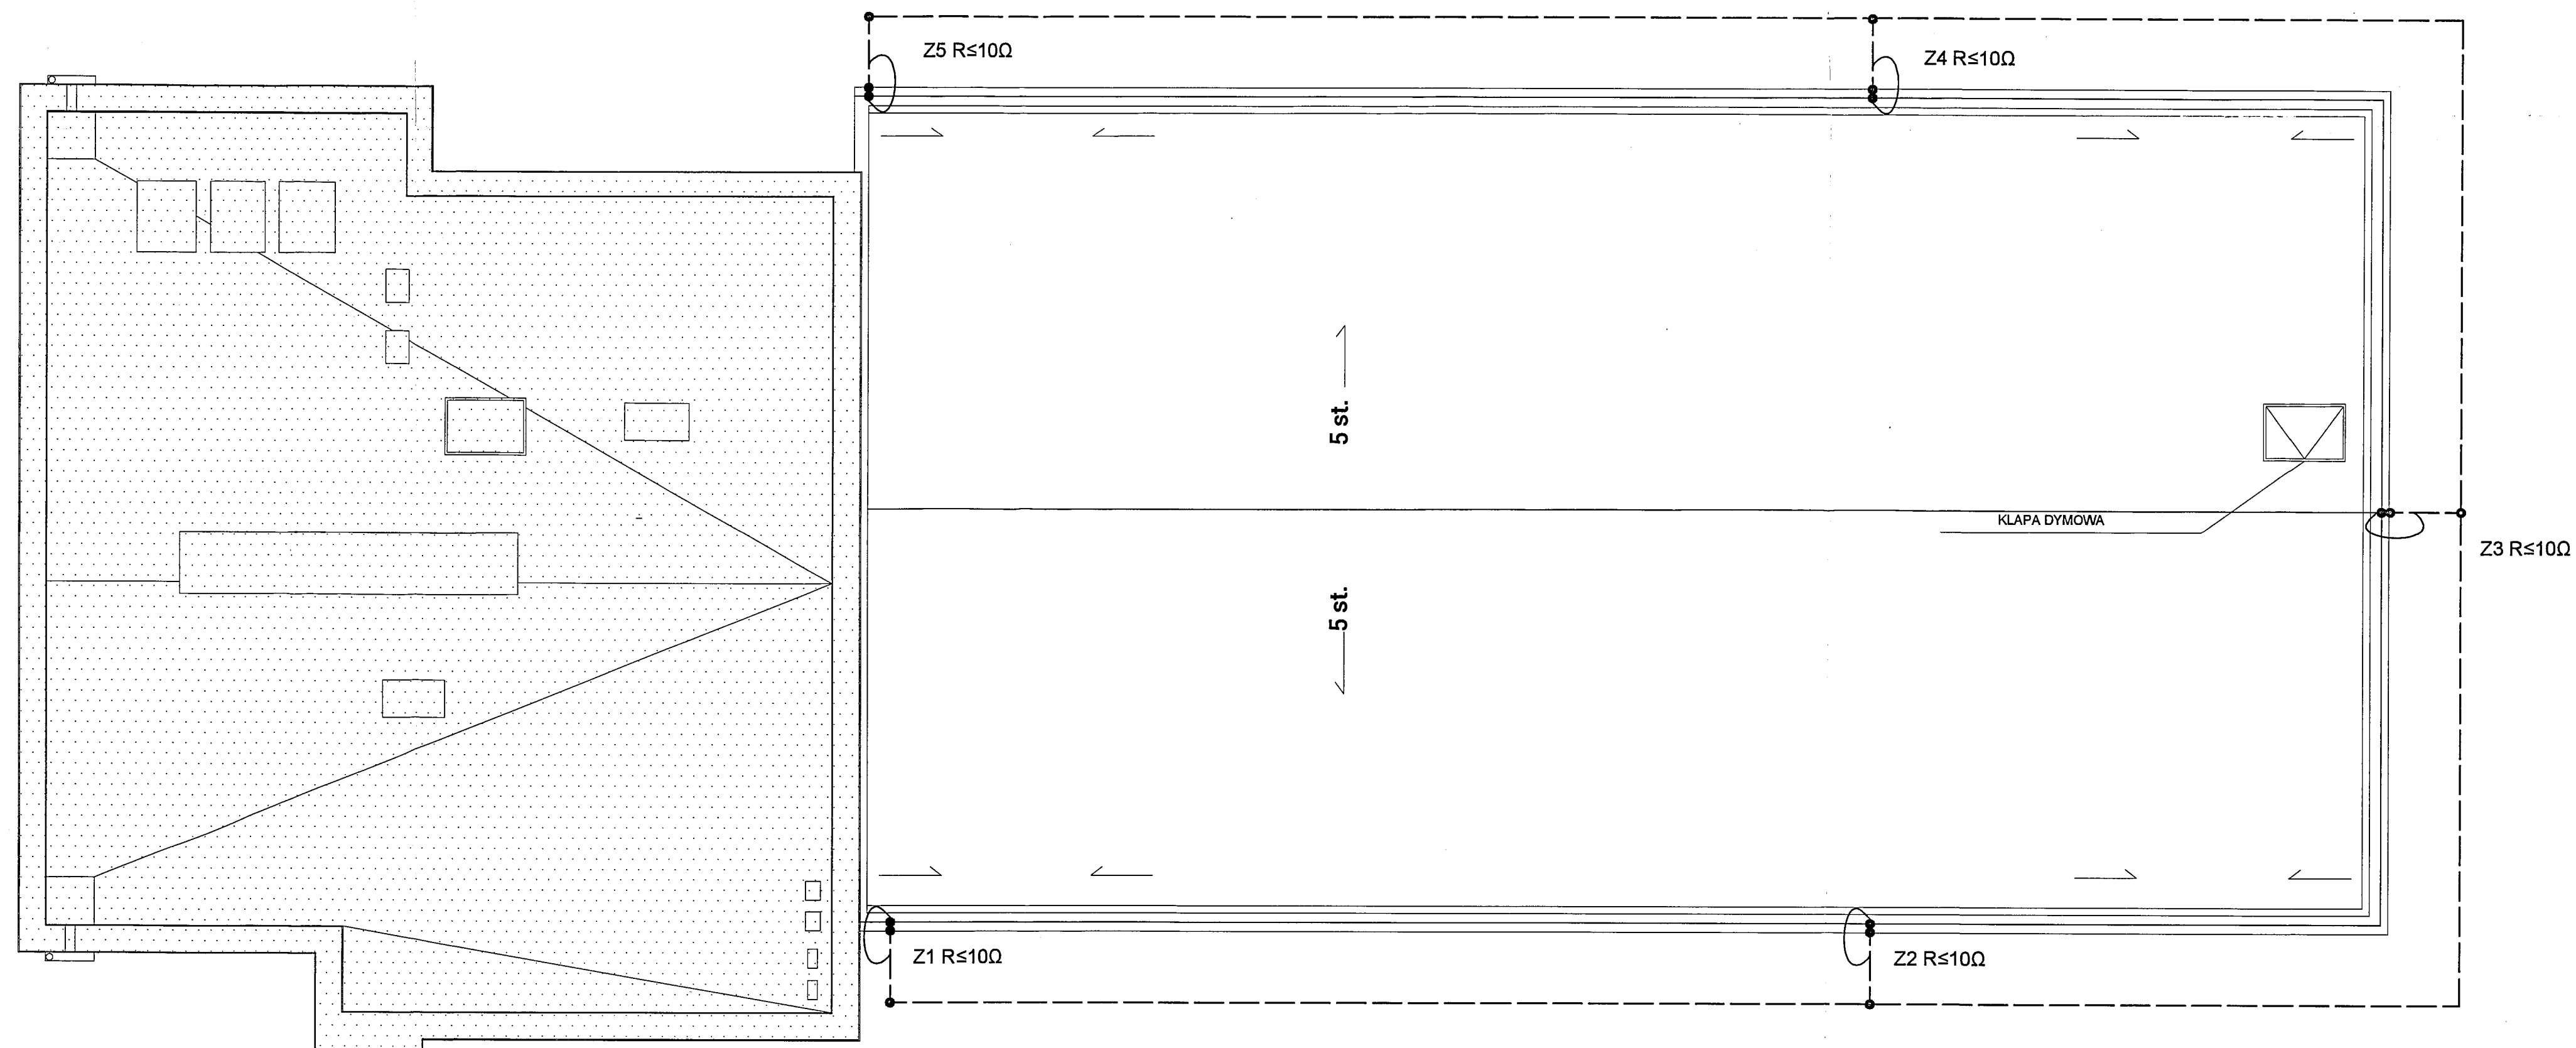 Z5 R≤10Ω
Z4 R≤10Ω
5 st.
KLAPA DYMOWA
Z3 R≤10Ω
5 st.
Z1 R≤10Ω
Z2 R≤10Ω